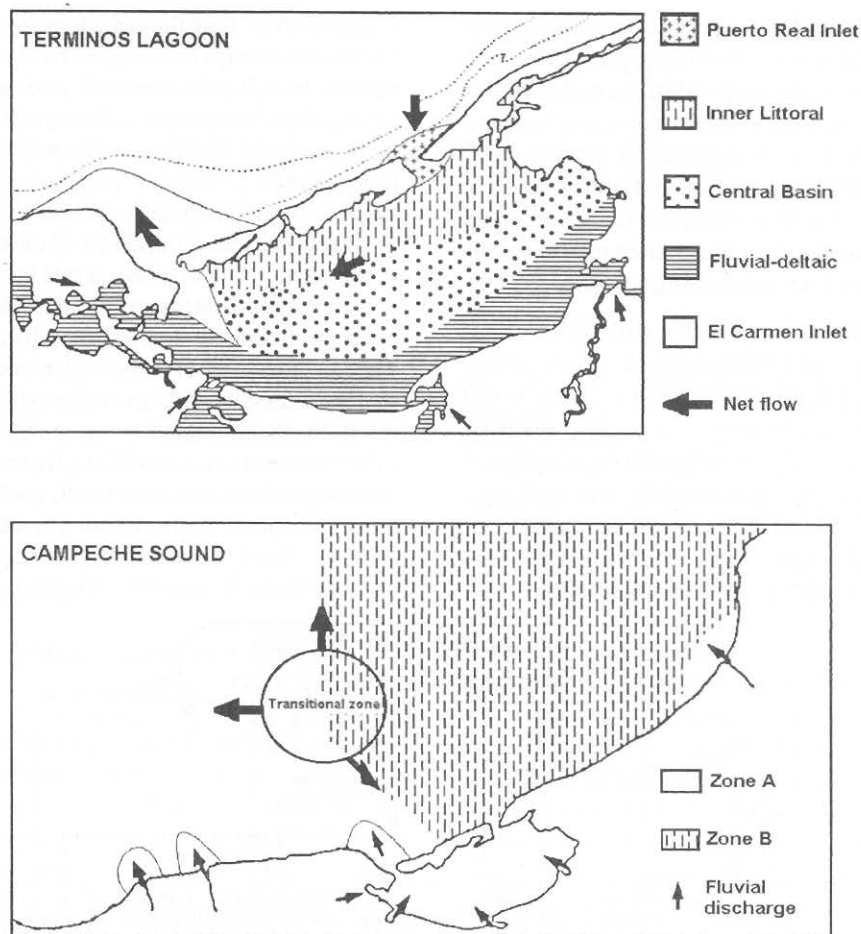 TERMINOS LAGOON
7.
Puerto Real Inlet
Inner Littoral
Central Basin
Fluvial-deltaic
El Carmen Inlet
Net flow
CAMPECHE SOUND
Transitional zone
Zone A
Zone B
Fluvial
discharge